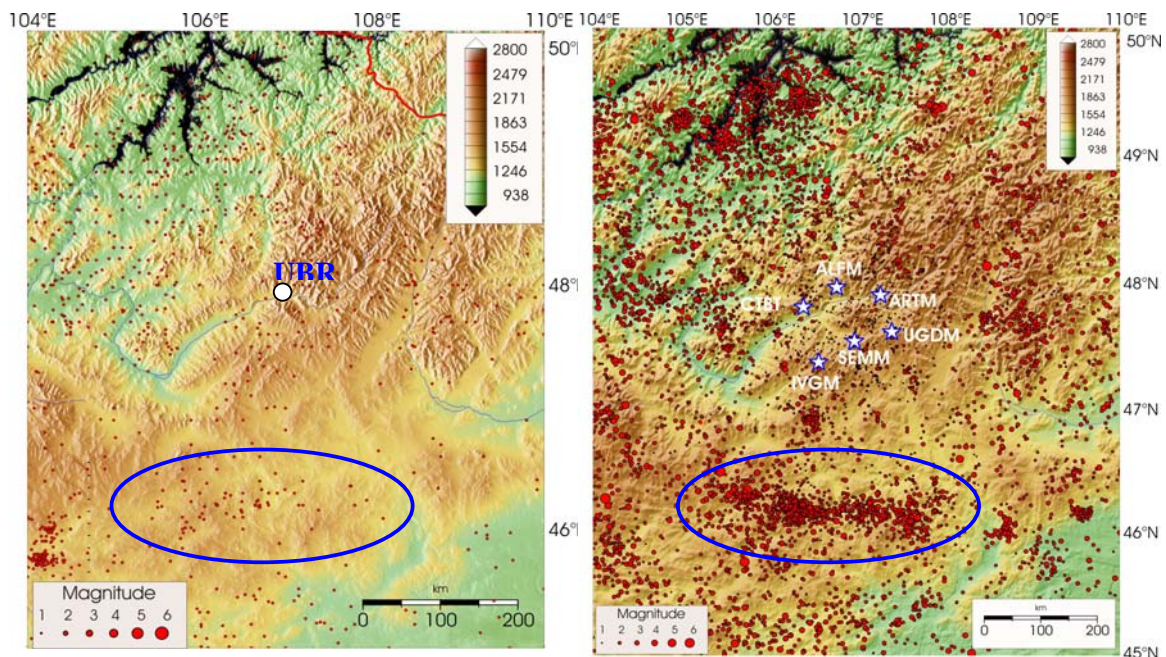 104°E 106°E 108°E 110°E
2800
2479
2171
1863
1554
1246
938
50°
48°
46°
UBR
Magnitude
1 2 3 4 5 6
km
0 100 200
104°E 105°E 106°E 107°E 108°E 109°E 110°E
2800
2479
2171
1863
1554
1246
938
50°N
49°N
48°N
47°N
46°N
45°N
ALFM
CTBT
ARTM
UGDM
SEMM
IVGM
Magnitude
1 2 3 4 5 6
km
0 100 200